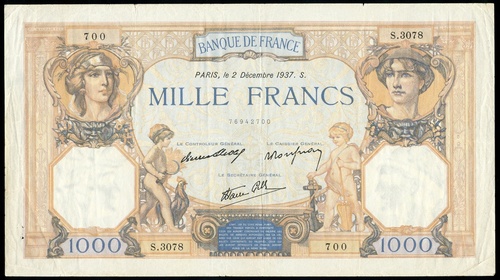 BANQUE DE FRANCE
700
S.3078
PARIS, le 2 Décembre 1937. S.
MILLE FRANCS
76942700
LE CONTROLEUR GÉNÉRAL,
LE CAISSIER GÉNÉRAL
LE SECRÉTAIRE GÉNÉRAL
1000
S.3078
700
1000